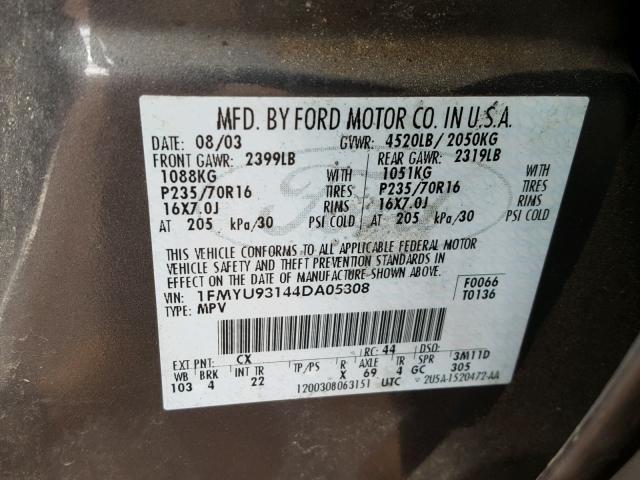 MFD. BY FORD MOTOR CO. IN U.S.A.
DATE: 08/03 GVWR: 4520LB/ 2050KG
FRONT GAWR: 2399LB REAR GAWR: 2319LB
1088KG WITH 1051KG WITH
P235/70R16 TIRES P235/70R16 TIRES
16X7.0J RIMS 16X7.0J RIMS
AT 205 kPa/30 PSI COLD AT 205 kPa/30 PSI COLD
THIS VEHICLE CONFORMS TO ALL APPLICABLE FEDERAL MOTOR
VEHICLE SAFETY AND THEFT PREVENTION STANDARDS IN
EFFECT ON THE DATE OF MANUFACTURE SHOWN ABOVE.
VIN: 1FMYU93144DA05308 F0066
TYPE: MPV T0136
EXT PNT: CX RC: 44 DSO:
WB BRK INT TR TP/PS R AXLE TR SPR 3M11D
103 4 22 X 69 4 GC 305
1200308063151 UTC 2U5A-1520472-AA
Ford